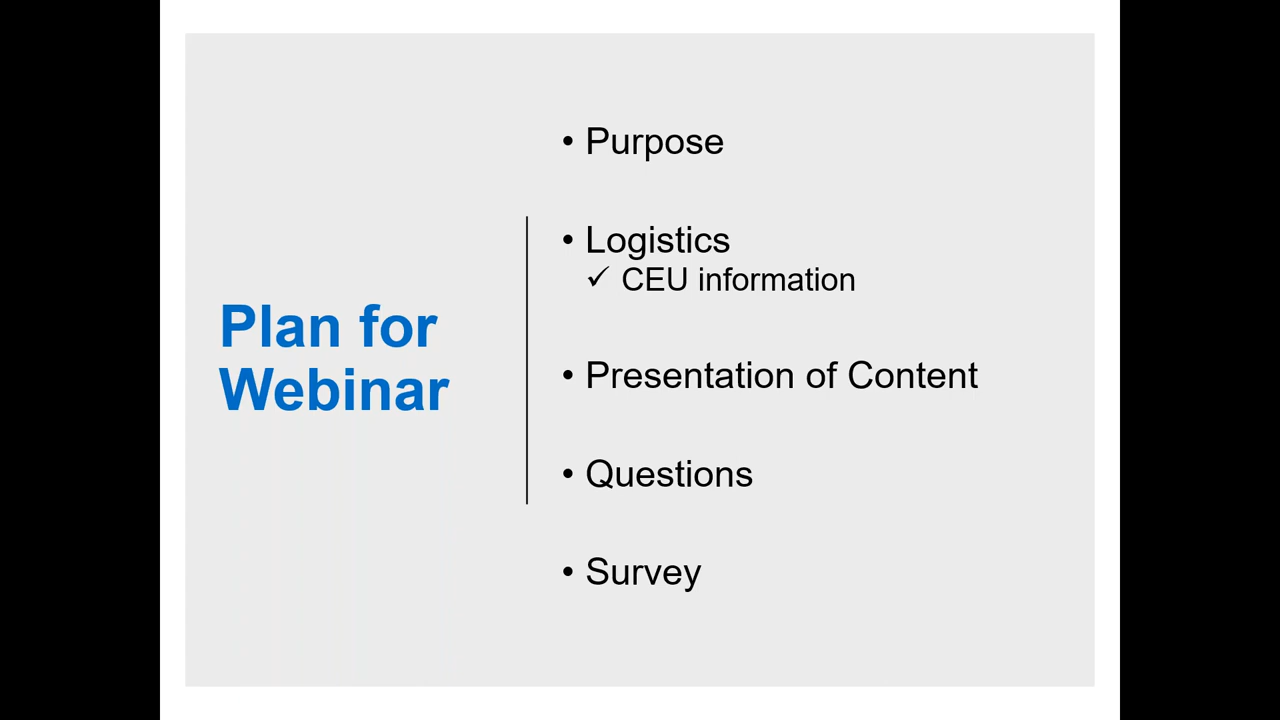 Plan for
Webinar
• Purpose
• Logistics
✓ CEU information
• Presentation of Content
• Questions
• Survey